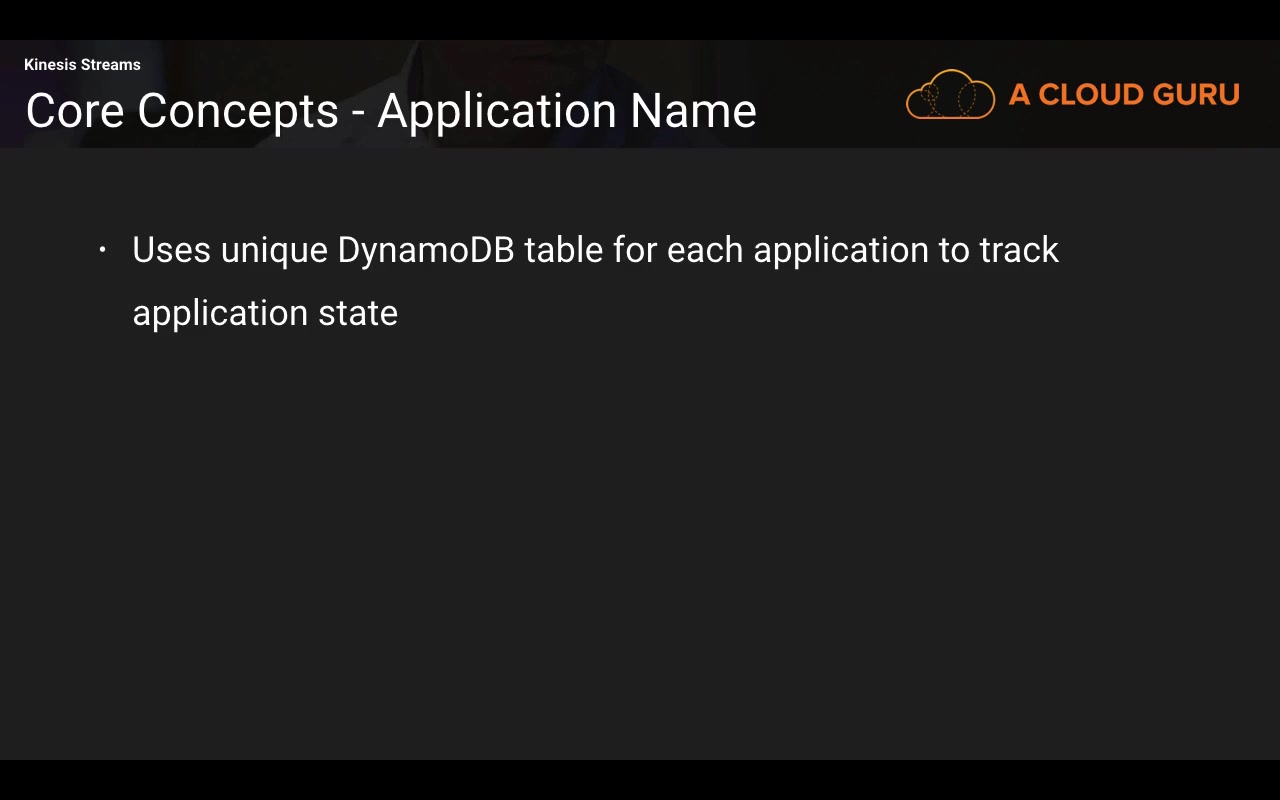 Kinesis Streams
Core Concepts - Application Name
A CLOUD GURU
• Uses unique DynamoDB table for each application to track
application state